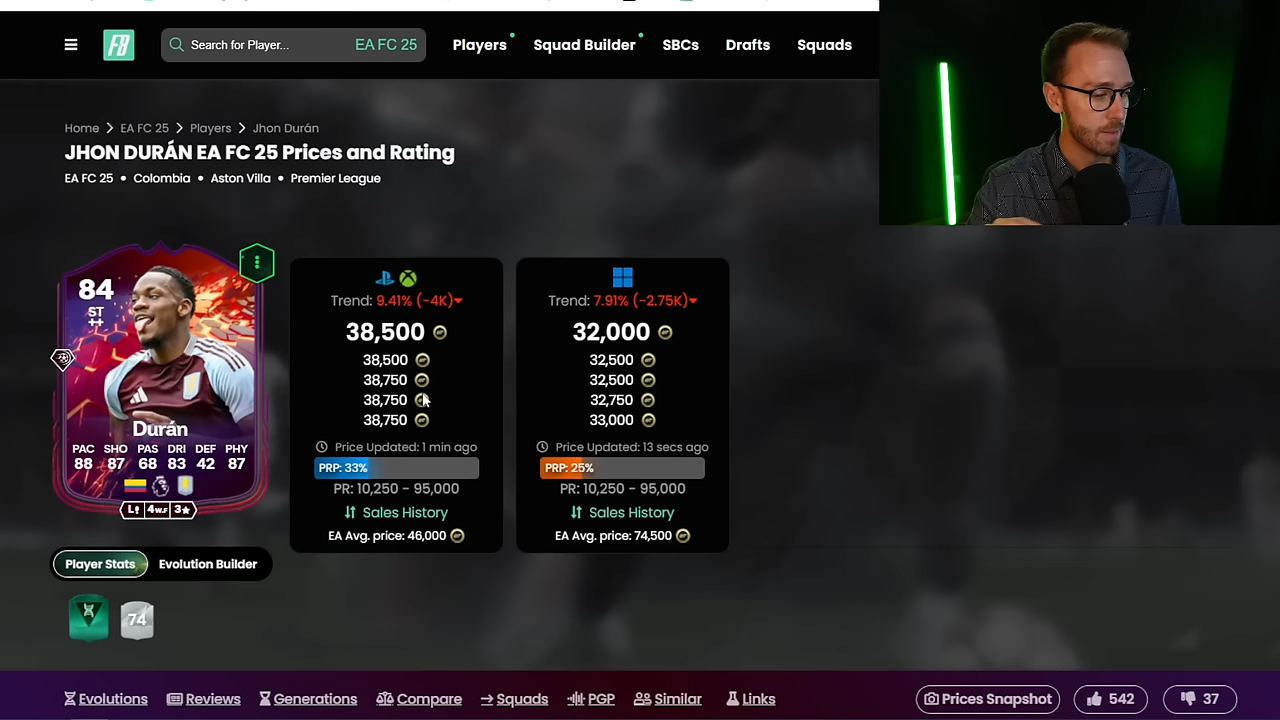 FB
Search for Player...
EA FC 25
Players
Squad Builder
SBCs
Drafts
Squads
Home > EA FC 25 > Players > Jhon Durán
JHON DURÁN EA FC 25 Prices and Rating
EA FC 25 • Colombia • Aston Villa • Premier League
84
ST
++
Durán
PAC SHO PAS DRI DEF PHY
88 87 68 83 42 87
L 4W.F 3★
Trend: 9.41% (-4K)
38,500
38,500
38,750
38,750
38,750
Price Updated: 1 min ago
PRP: 33%
PR: 10,250 - 95,000
Sales History
EA Avg. price: 46,000
Trend: 7.91% (-2.75K)
32,000
32,500
32,500
32,750
33,000
Price Updated: 13 secs ago
PRP: 25%
PR: 10,250 - 95,000
Sales History
EA Avg. price: 74,500
Player Stats
Evolution Builder
74
Evolutions
Reviews
Generations
Compare
Squads
PGP
Similar
Links
Prices Snapshot
542
37